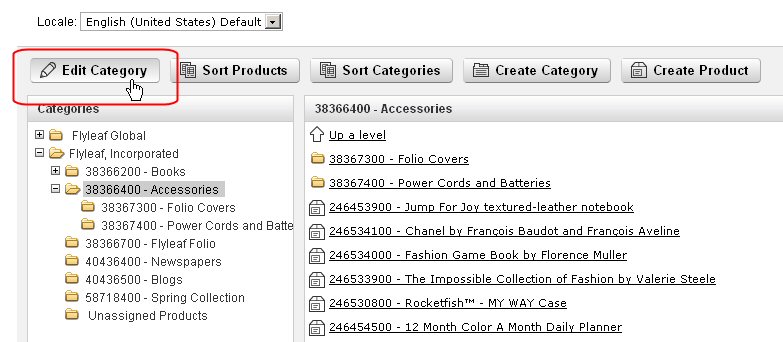 Locale: English (United States) Default
Edit Category Sort Products Sort Categories Create Category Create Product
Categories
Flyleaf Global
Flyleaf, Incorporated
38366200 - Books
38366400 - Accessories
38367300 - Folio Covers
38367400 - Power Cords and Batte
38366700 - Flyleaf Folio
40436400 - Newspapers
40436500 - Blogs
58718400 - Spring Collection
Unassigned Products
38366400 - Accessories
Up a level
38367300 - Folio Covers
38367400 - Power Cords and Batteries
246453900 - Jump For Joy textured-leather notebook
246534100 - Chanel by François Baudot and François Aveline
246534000 - Fashion Game Book by Florence Muller
246533900 - The Impossible Collection of Fashion by Valerie Steele
246530800 - Rocketfish™ - MY WAY Case
246454500 - 12 Month Color A Month Daily Planner